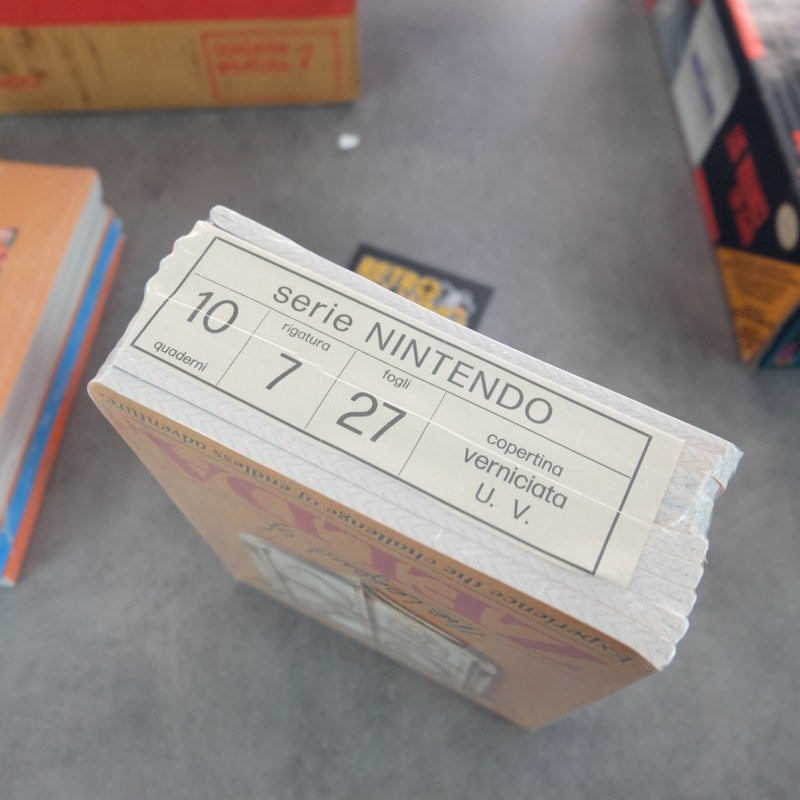 serie NINTENDO
10
quaderni
rigatura
7
fogli
27
copertina
verniciata
U. V.
Experience the challenge of endless adventure.
The Legend of
ZELDA
RETRO